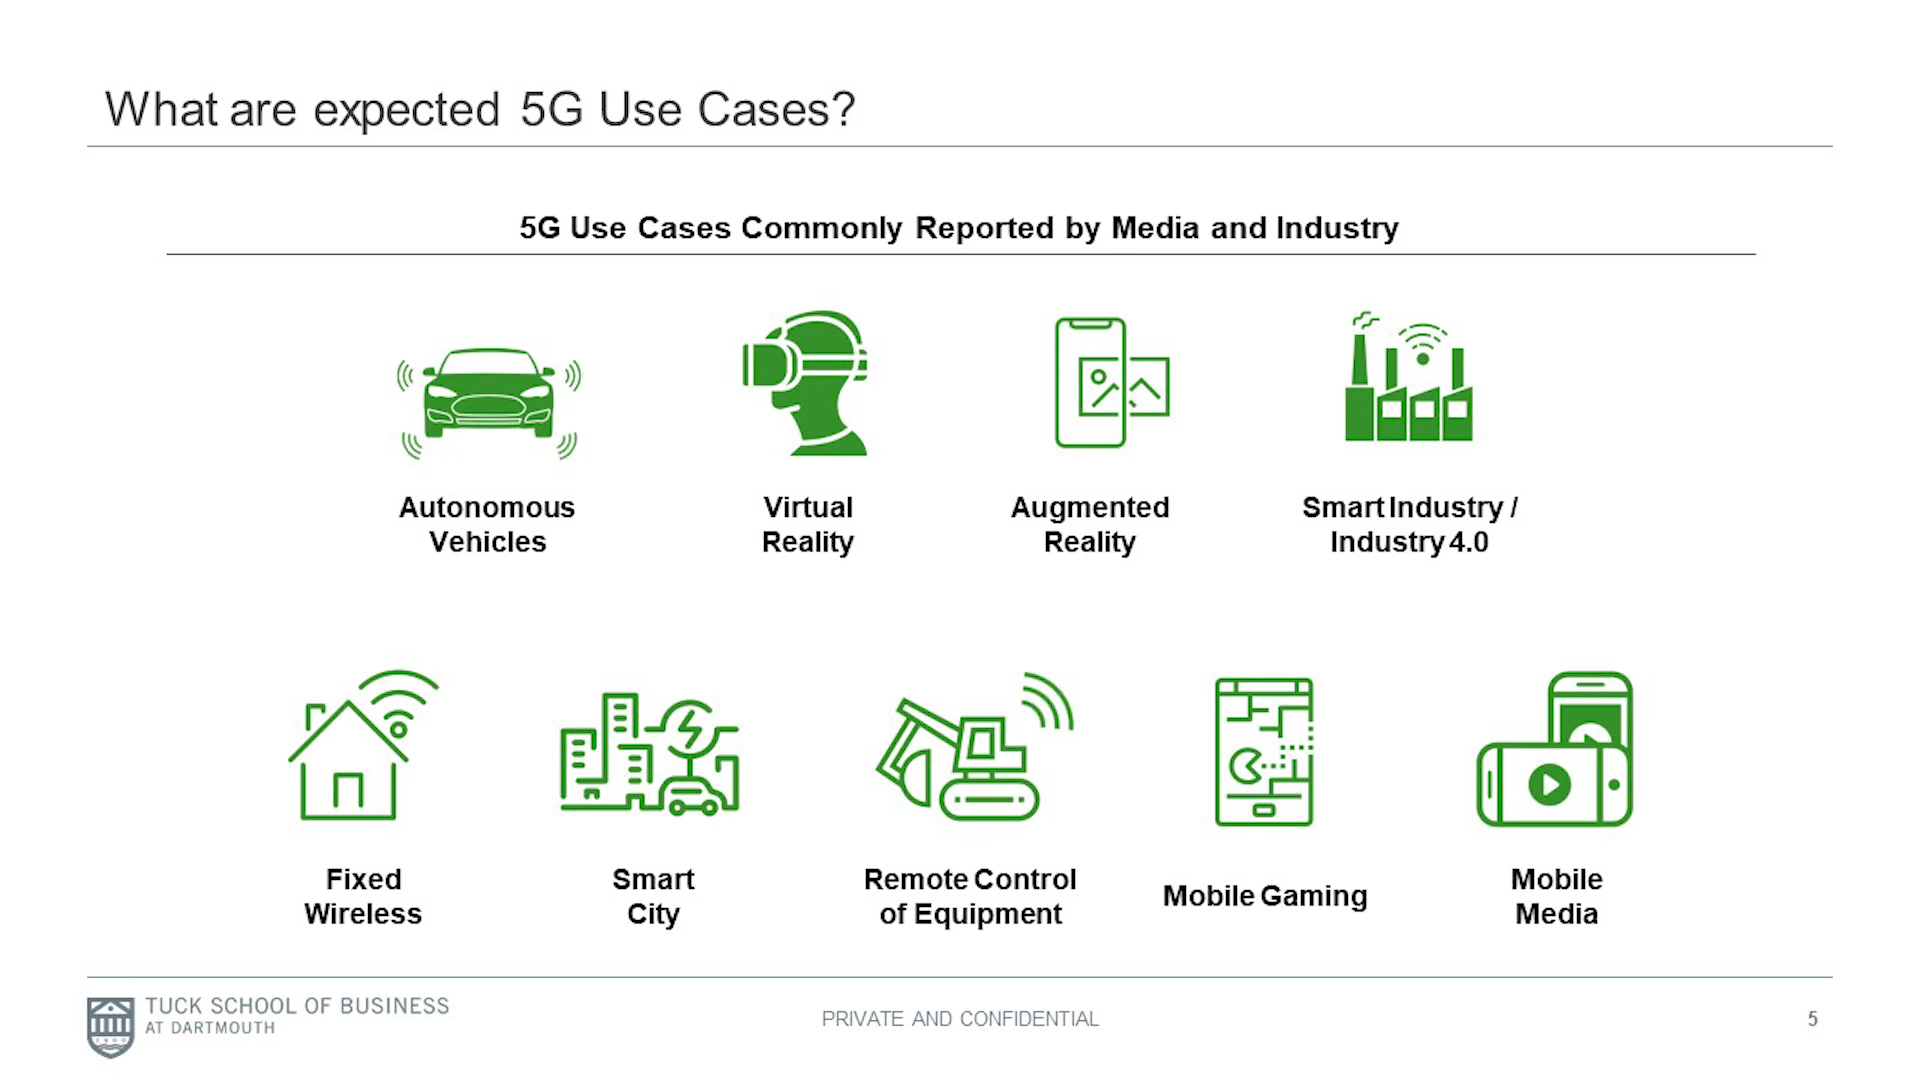 What are expected 5G Use Cases?
5G Use Cases Commonly Reported by Media and Industry
Autonomous
Vehicles
Virtual
Reality
Augmented
Reality
Smart Industry /
Industry 4.0
Fixed
Wireless
Smart
City
Remote Control
of Equipment
Mobile Gaming
Mobile
Media
TUCK SCHOOL OF BUSINESS
AT DARTMOUTH
PRIVATE AND CONFIDENTIAL
5